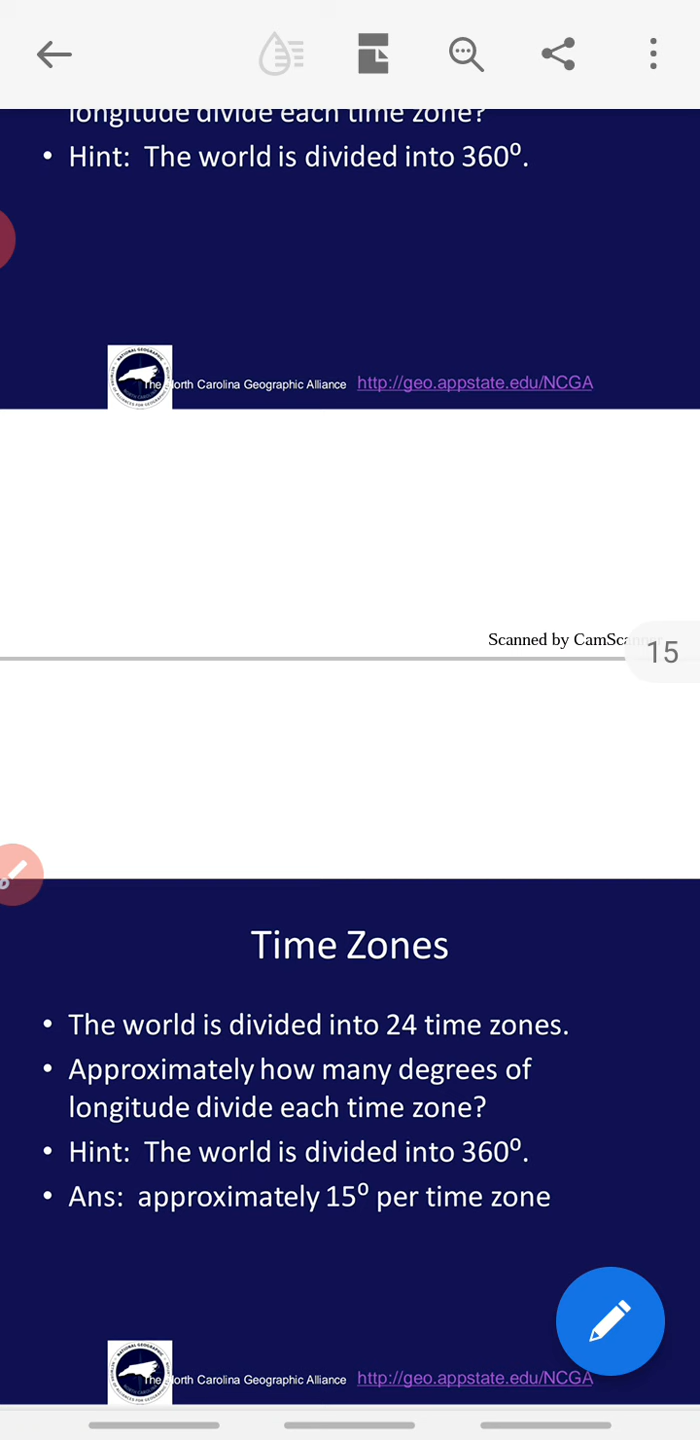 longitude divide each time zone?
• Hint: The world is divided into 360⁰.
The North Carolina Geographic Alliance http://geo.appstate.edu/NCGA
Scanned by CamSca
15
Time Zones
• The world is divided into 24 time zones.
• Approximately how many degrees of
longitude divide each time zone?
• Hint: The world is divided into 360⁰.
• Ans: approximately 15⁰ per time zone
The North Carolina Geographic Alliance http://geo.appstate.edu/NCGA